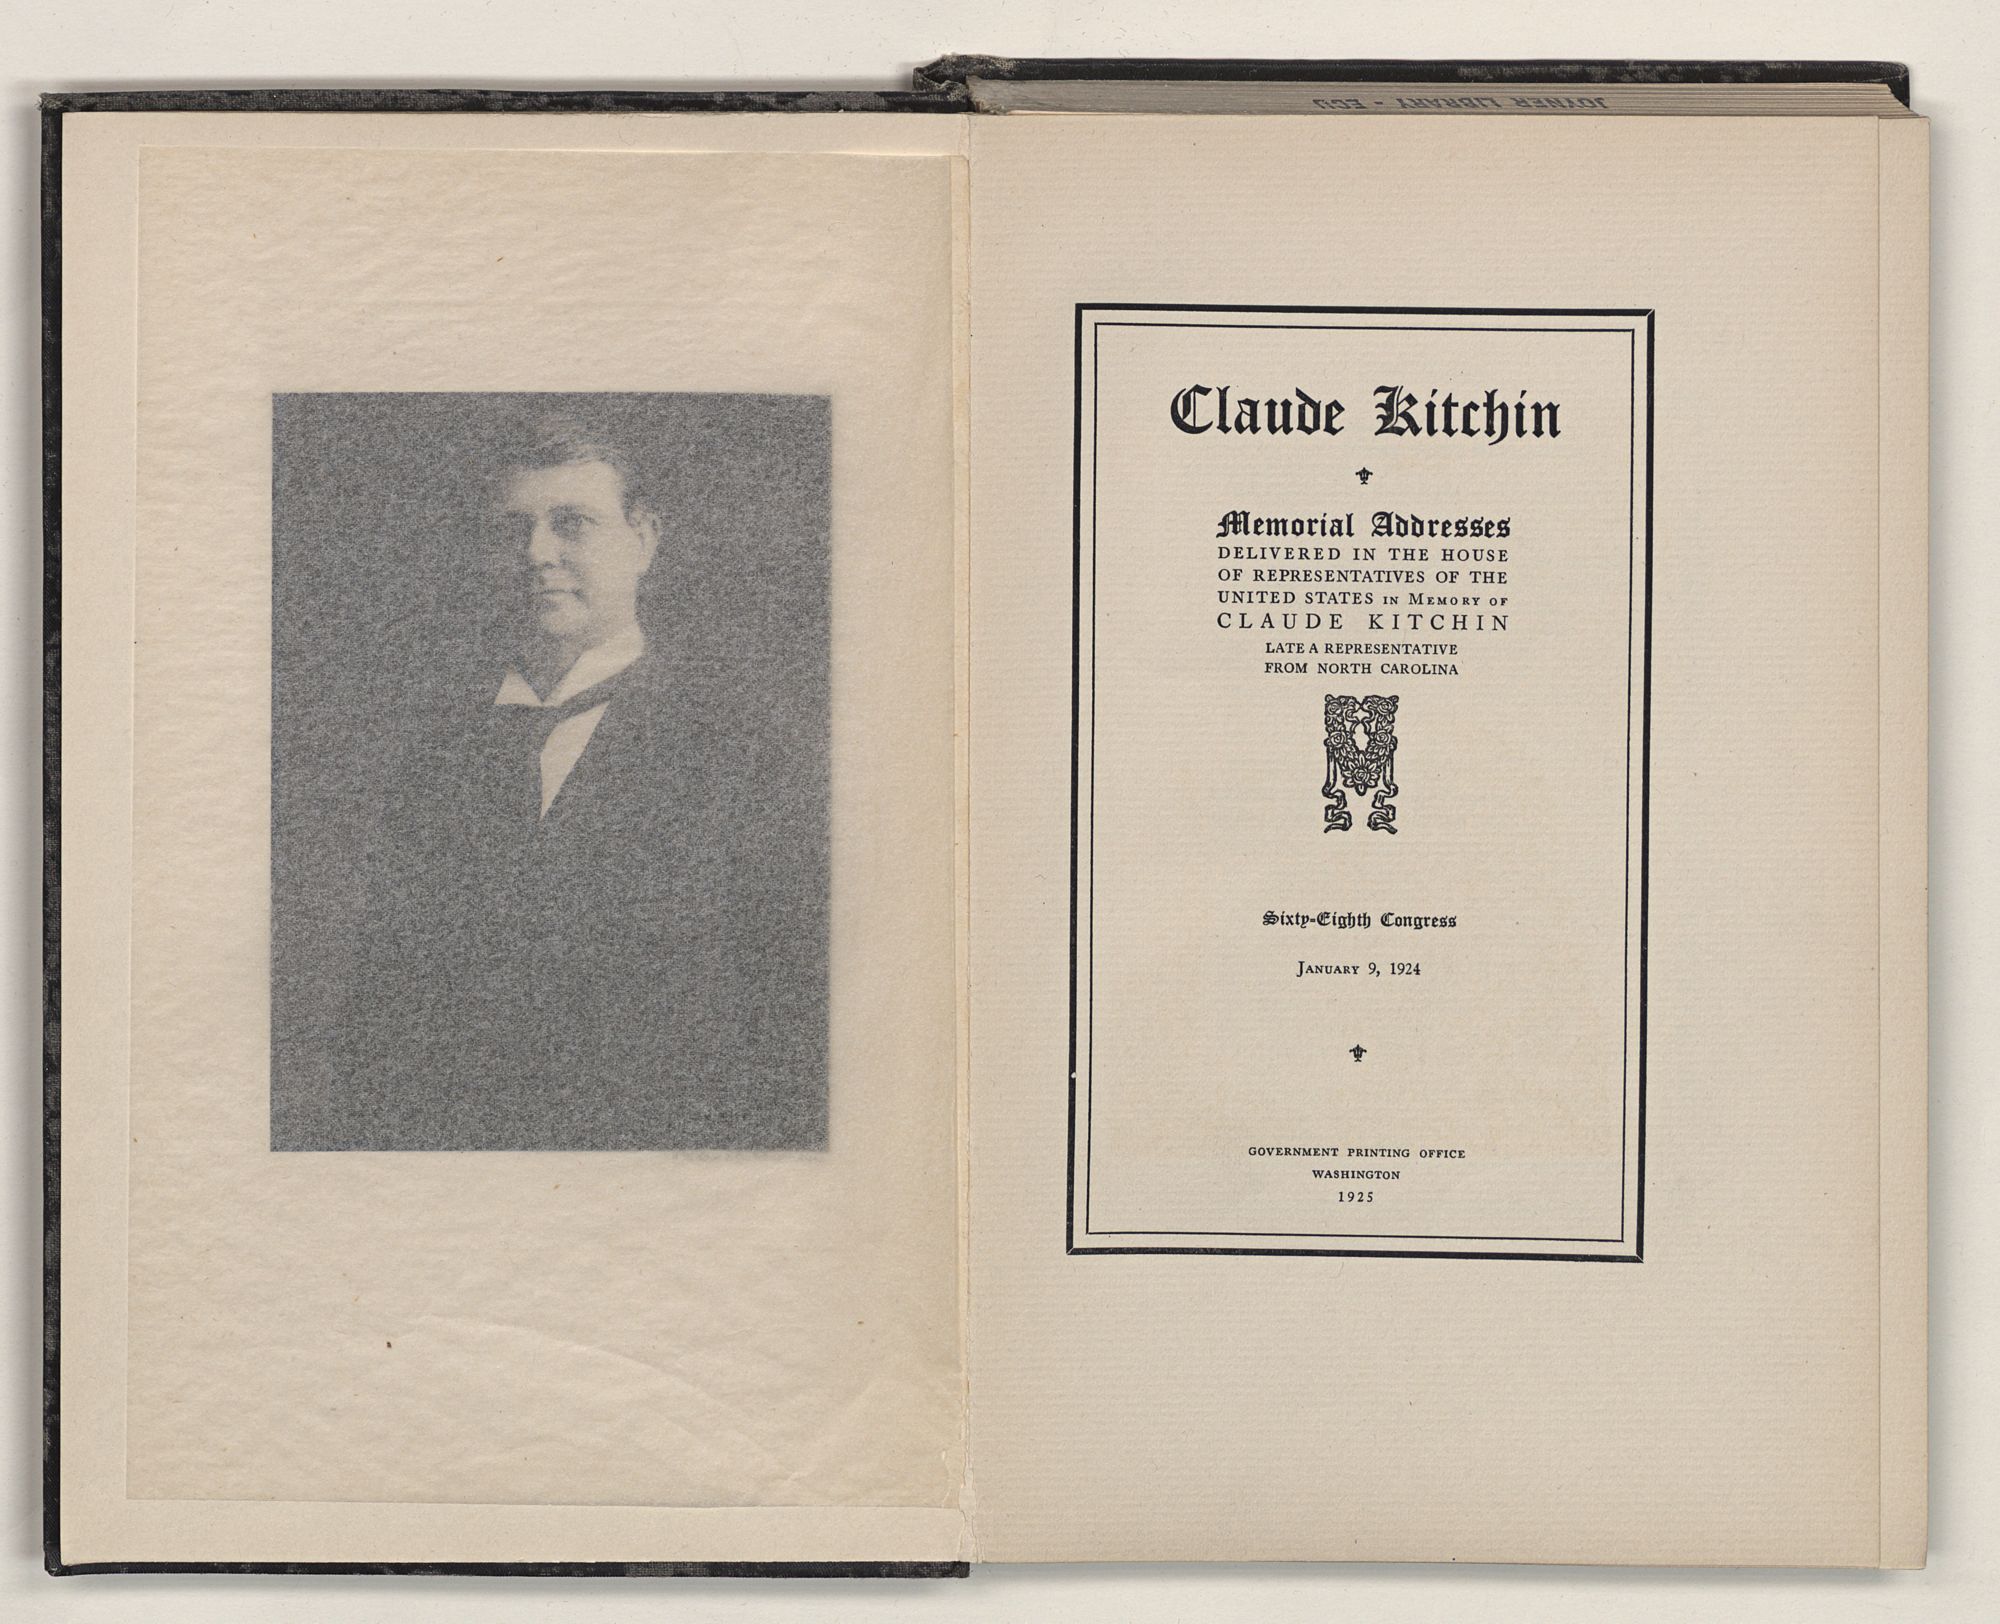 JOYNER LIBRARY - ECU
Claude Kitchin
Memorial Addresses
DELIVERED IN THE HOUSE
OF REPRESENTATIVES OF THE
UNITED STATES IN MEMORY OF
CLAUDE KITCHIN
LATE A REPRESENTATIVE
FROM NORTH CAROLINA
Sixty-Eighth Congress
JANUARY 9, 1924
GOVERNMENT PRINTING OFFICE
WASHINGTON
1925